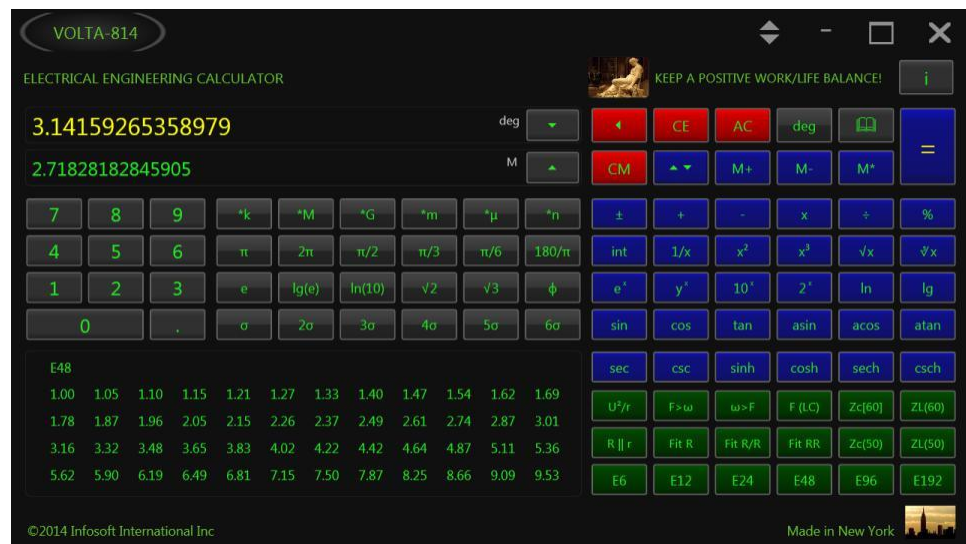 VOLTA-814
ELECTRICAL ENGINEERING CALCULATOR
KEEP A POSITIVE WORK/LIFE BALANCE! i
3.14159265358979 deg
CE AC deg
=
2.71828182845905 M
CM M+ M- M*
7 8 9 *k *M *G *m *µ *n ± + - x ÷ %
4 5 6 π 2π π/2 π/3 π/6 180/π int 1/x x² x³ √x ∛x
1 2 3 e lg(e) ln(10) √2 √3 ϕ eˣ yˣ 10ˣ 2ˣ ln lg
0 . σ 2σ 3σ 4σ 5σ 6σ sin cos tan asin acos atan
E48
sec csc sinh cosh sech csch
1.00 1.05 1.10 1.15 1.21 1.27 1.33 1.40 1.47 1.54 1.62 1.69
U²/r F>ω ω>F F (LC) Zc[60] ZL(60)
1.78 1.87 1.96 2.05 2.15 2.26 2.37 2.49 2.61 2.74 2.87 3.01
R || r Fit R Fit R/R Fit RR Zc(50) ZL(50)
3.16 3.32 3.48 3.65 3.83 4.02 4.22 4.42 4.64 4.87 5.11 5.36
5.62 5.90 6.19 6.49 6.81 7.15 7.50 7.87 8.25 8.66 9.09 9.53
E6 E12 E24 E48 E96 E192
©2014 Infosoft International Inc
Made in New York